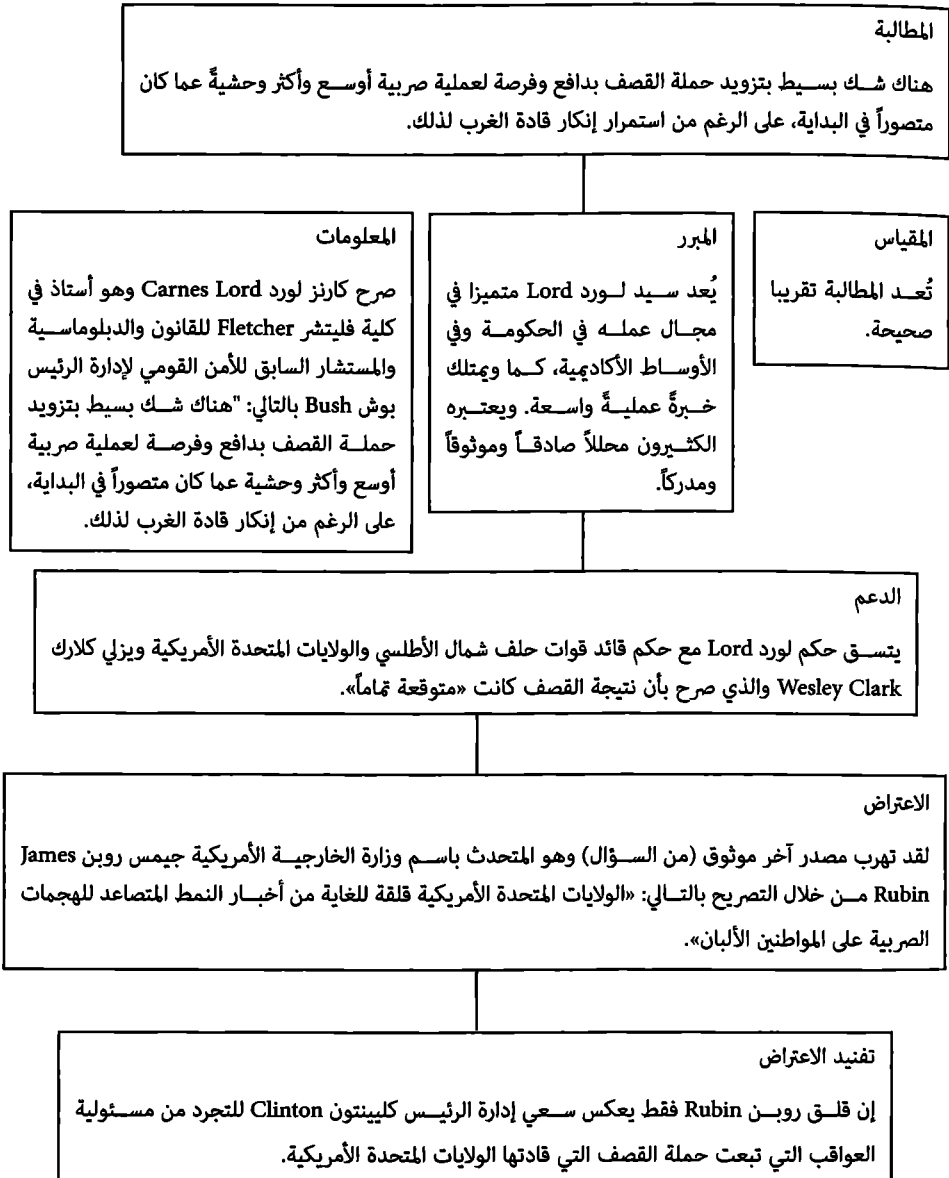 المطالبة
هناك شك بسيط بتزويد حملة القصف بدافع وفرصة لعملية صربية أوسع وأكثر وحشيةً عما كان
متصوراً في البداية، على الرغم من استمرار إنكار قادة الغرب لذلك.
المقياس
تُعد المطالبة تقريبا
صحيحة.
المبرر
يُعد سيد لورد Lord متميزا في
مجال عمله في الحكومة وفي
الأوساط الأكاديمية، كما ويمتلك
خبرةً عمليةً واسعة. ويعتبره
الكثيرون محللاً صادقاً وموثوقاً
ومدركاً.
المعلومات
صرح كارنز لورد Carnes Lord وهو أستاذ في
كلية فليتشر Fletcher للقانون والدبلوماسية
والمستشار السابق للأمن القومي لإدارة الرئيس
بوش Bush بالتالي: "هناك شك بسيط بتزويد
حملة القصف بدافع وفرصة لعملية صربية
أوسع وأكثر وحشية عما كان متصوراً في البداية،
على الرغم من إنكار قادة الغرب لذلك.
الدعم
يتسق حكم لورد Lord مع حكم قائد قوات حلف شمال الأطلسي والولايات المتحدة الأمريكية ويزلي كلارك
Wesley Clark والذي صرح بأن نتيجة القصف كانت «متوقعة تماماً».
الاعتراض
لقد تهرب مصدر آخر موثوق (من السؤال) وهو المتحدث باسم وزارة الخارجية الأمريكية جيمس روبن James
Rubin من خلال التصريح بالتالي: «الولايات المتحدة الأمريكية قلقة للغاية من أخبار النمط المتصاعد للهجمات
الصربية على المواطنين الألبان».
تفنيد الاعتراض
إن قلق روبن Rubin فقط يعكس سعي إدارة الرئيس كليينتون Clinton للتجرد من مسئولية
العواقب التي تبعت حملة القصف التي قادتها الولايات المتحدة الأمريكية.